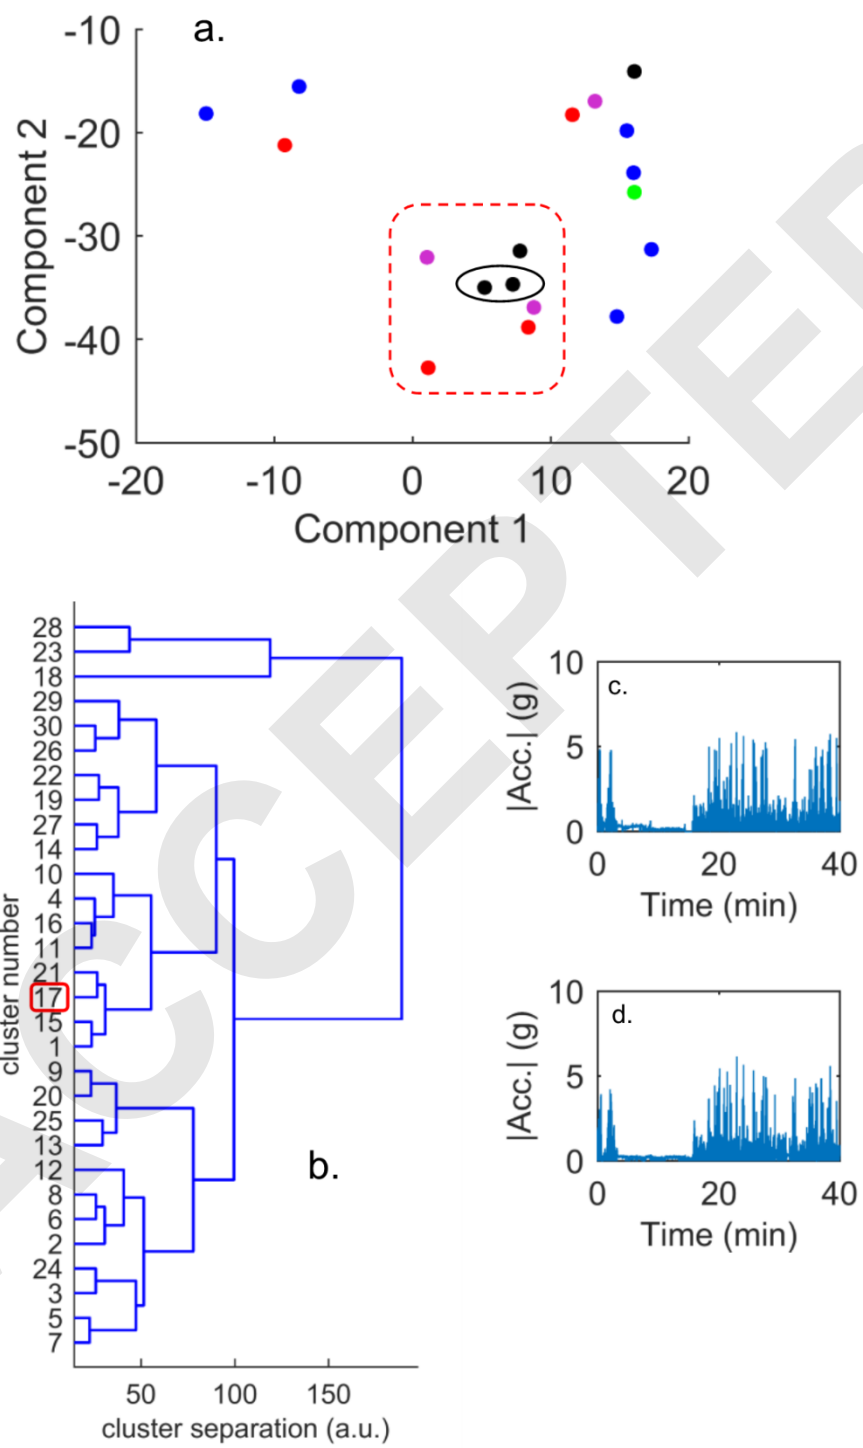 a.
-10
-20
-30
-40
-50
Component 2
-20 -10 0 10 20
Component 1
28
23
18
29
30
26
22
19
27
14
10
4
16
11
21
17
15
1
9
20
25
13
12
8
6
2
24
3
5
7
cluster number
b.
50 100 150
cluster separation (a.u.)
c.
10
5
0
|Acc.| (g)
0 20 40
Time (min)
d.
10
5
0
|Acc.| (g)
0 20 40
Time (min)
ACCEPTED